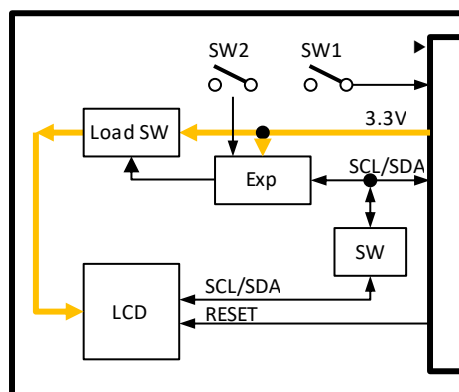 SW2
SW1
3.3V
Load SW
SCL/SDA
Exp
SW
SCL/SDA
LCD
RESET